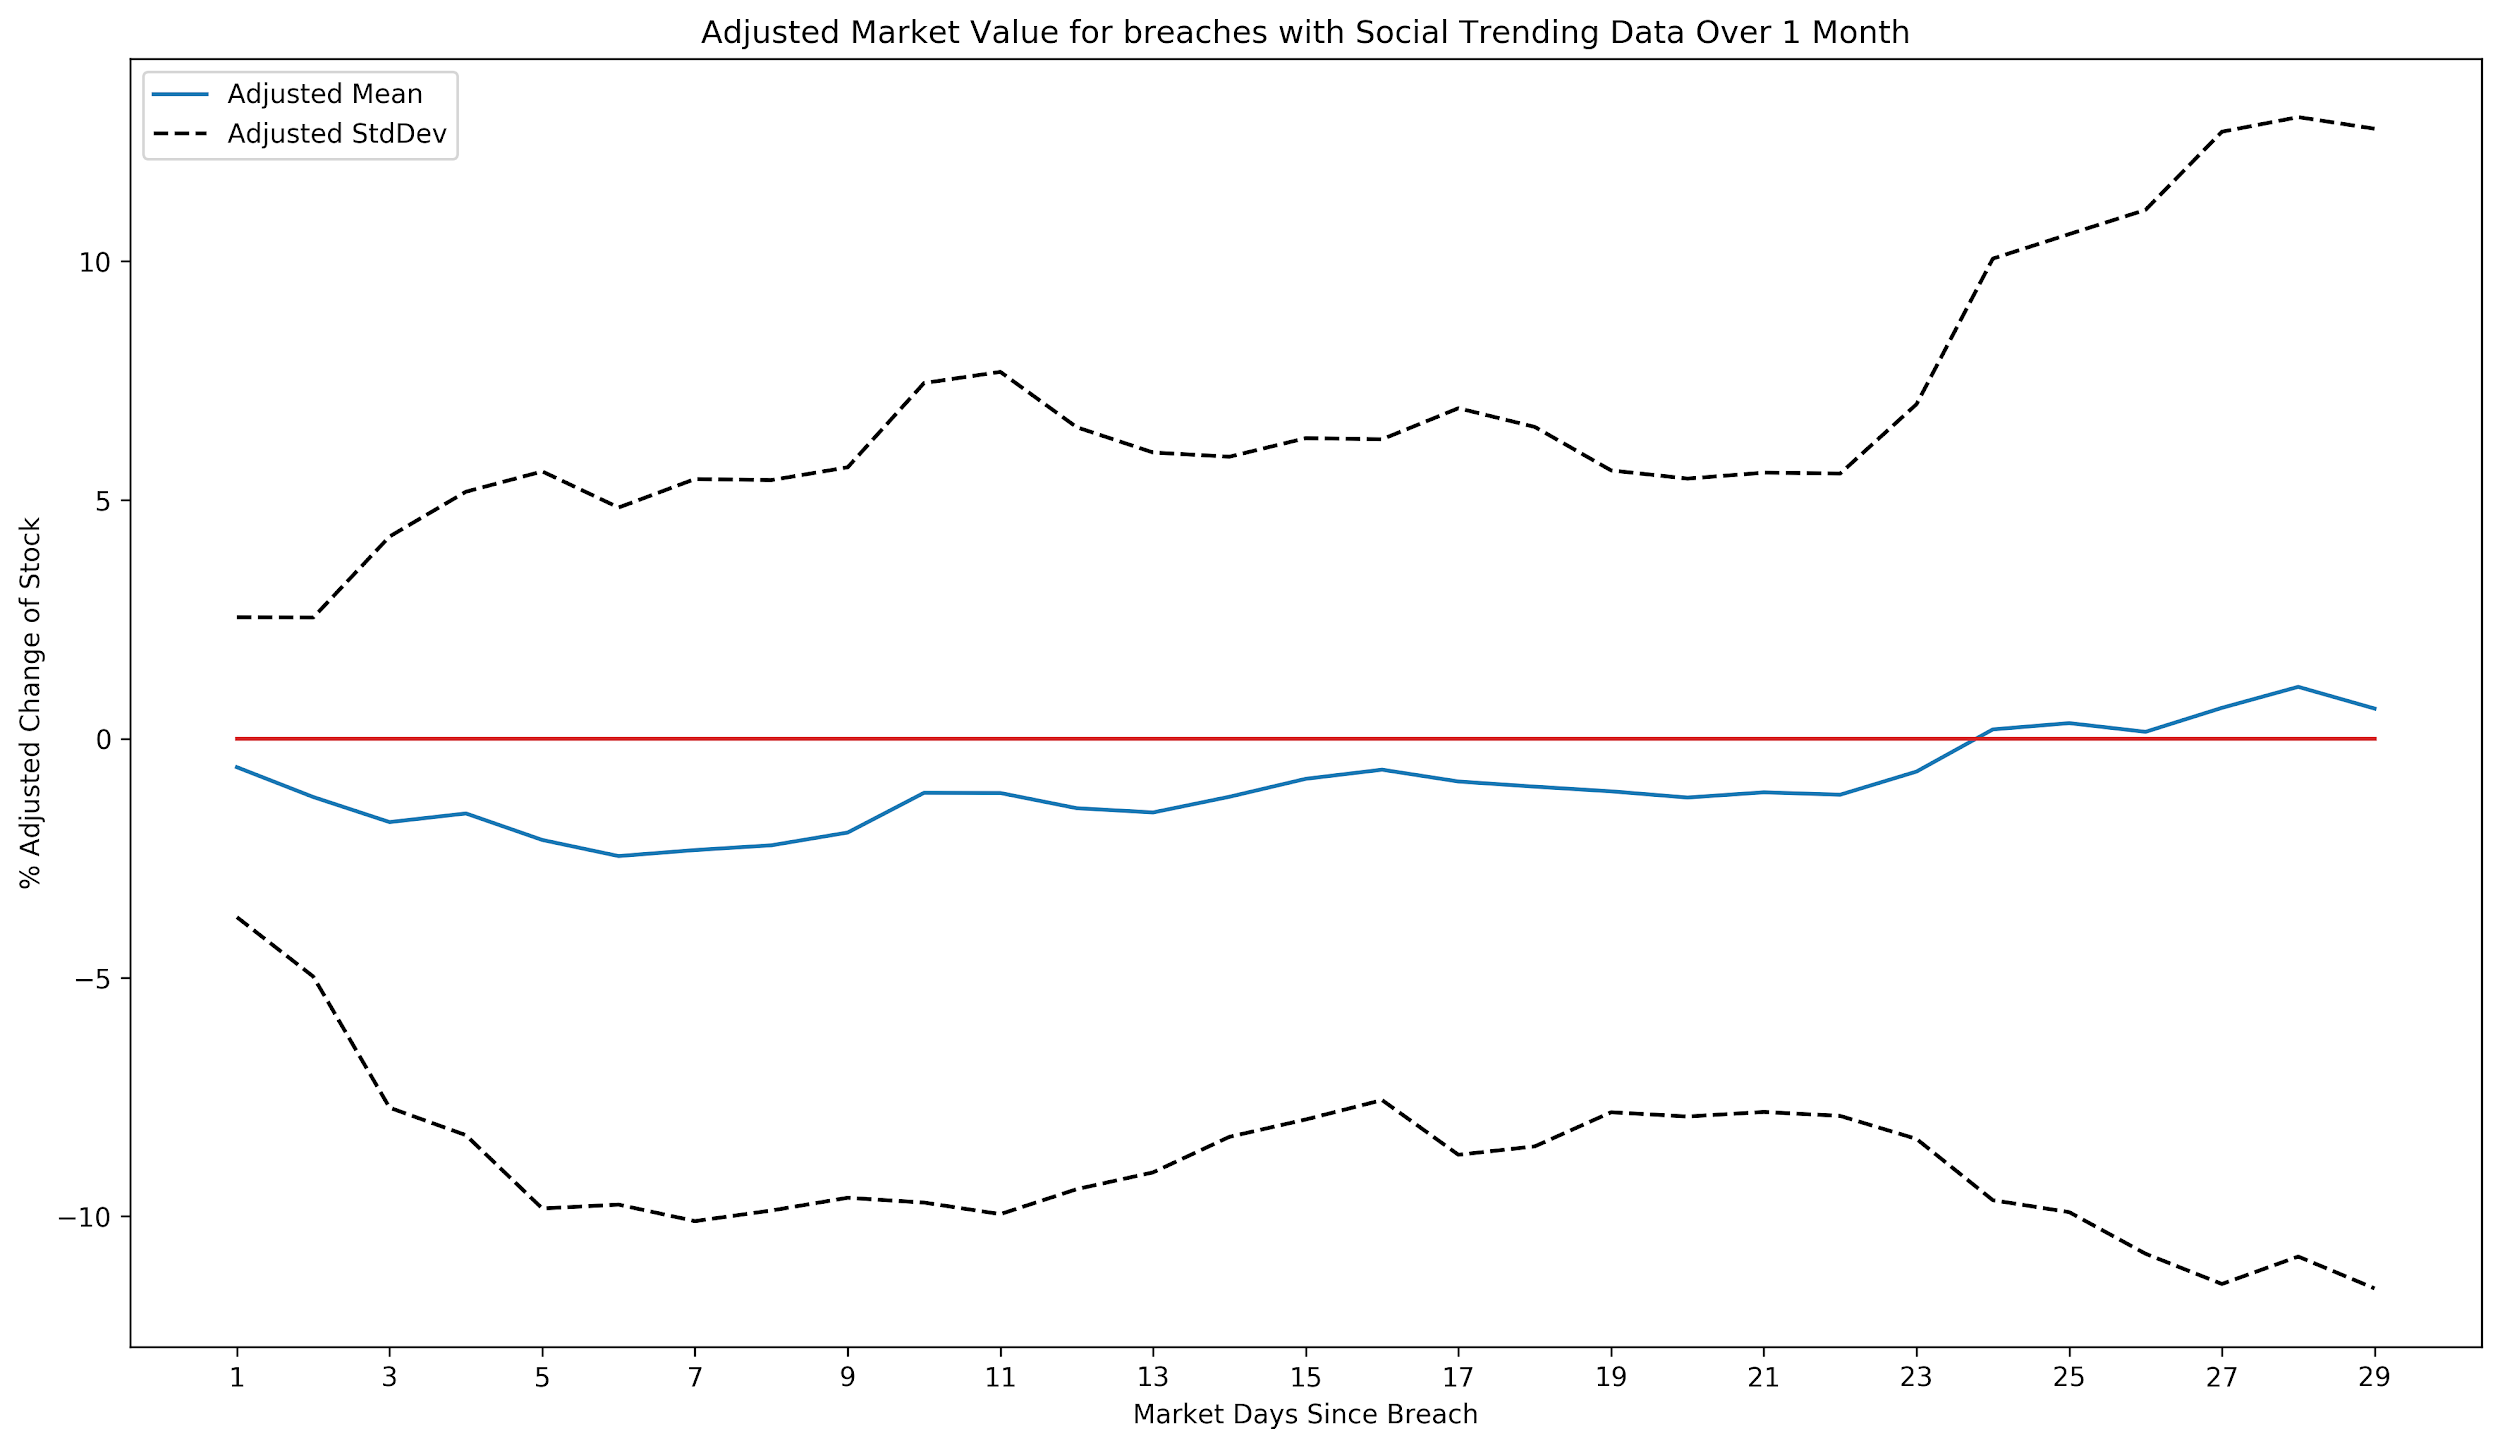 Adjusted Market Value for breaches with Social Trending Data Over 1 Month
Adjusted Mean
Adjusted StdDev
10
5
0
−5
−10
% Adjusted Change of Stock
1 3 5 7 9 11 13 15 17 19 21 23 25 27 29
Market Days Since Breach